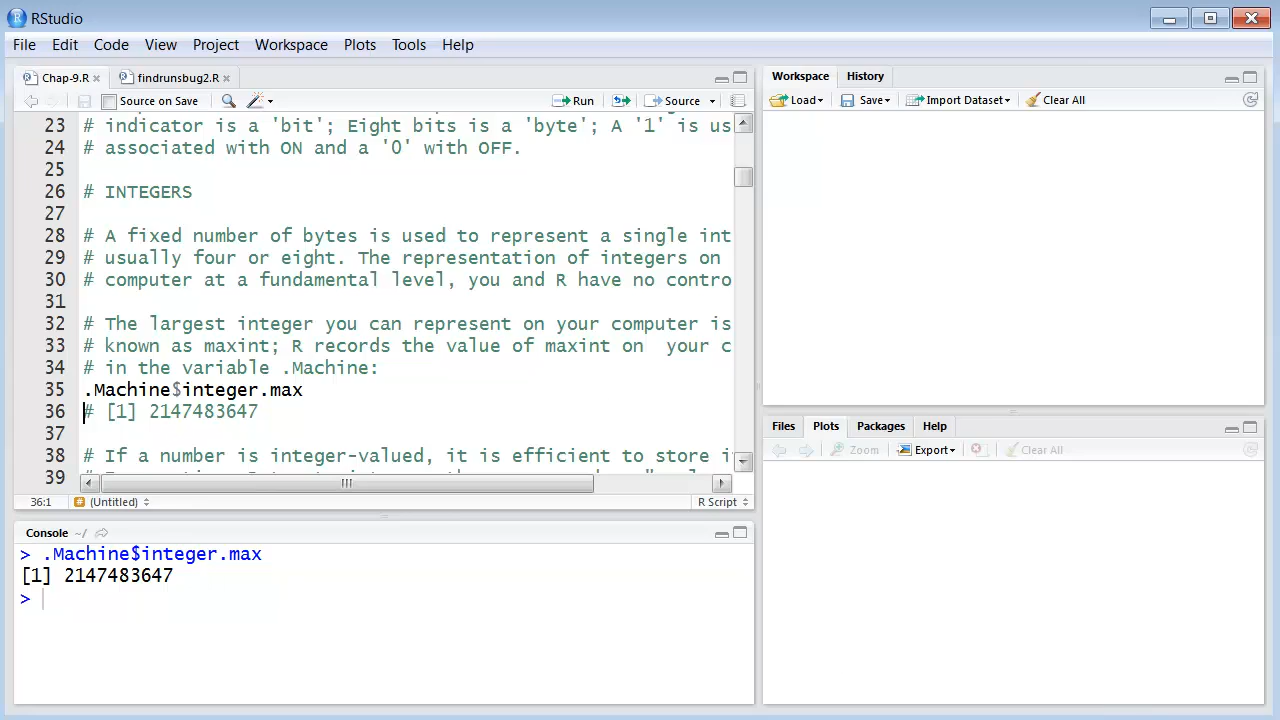 RStudio
File Edit Code View Project Workspace Plots Tools Help
Chap-9.R findrunsbug2.R
Source on Save Run Source
23 # indicator is a 'bit'; Eight bits is a 'byte'; A '1' is us
24 # associated with ON and a '0' with OFF.
25
26 # INTEGERS
27
28 # A fixed number of bytes is used to represent a single int
29 # usually four or eight. The representation of integers on
30 # computer at a fundamental level, you and R have no contro
31
32 # The largest integer you can represent on your computer is
33 # known as maxint; R records the value of maxint on  your c
34 # in the variable .Machine:
35 .Machine$integer.max
36 # [1] 2147483647
37
38 # If a number is integer-valued, it is efficient to store i
39
36:1 (Untitled) R Script
Console ~/
> .Machine$integer.max
[1] 2147483647
>
Workspace History
Load Save Import Dataset Clear All
Files Plots Packages Help
Zoom Export Clear All